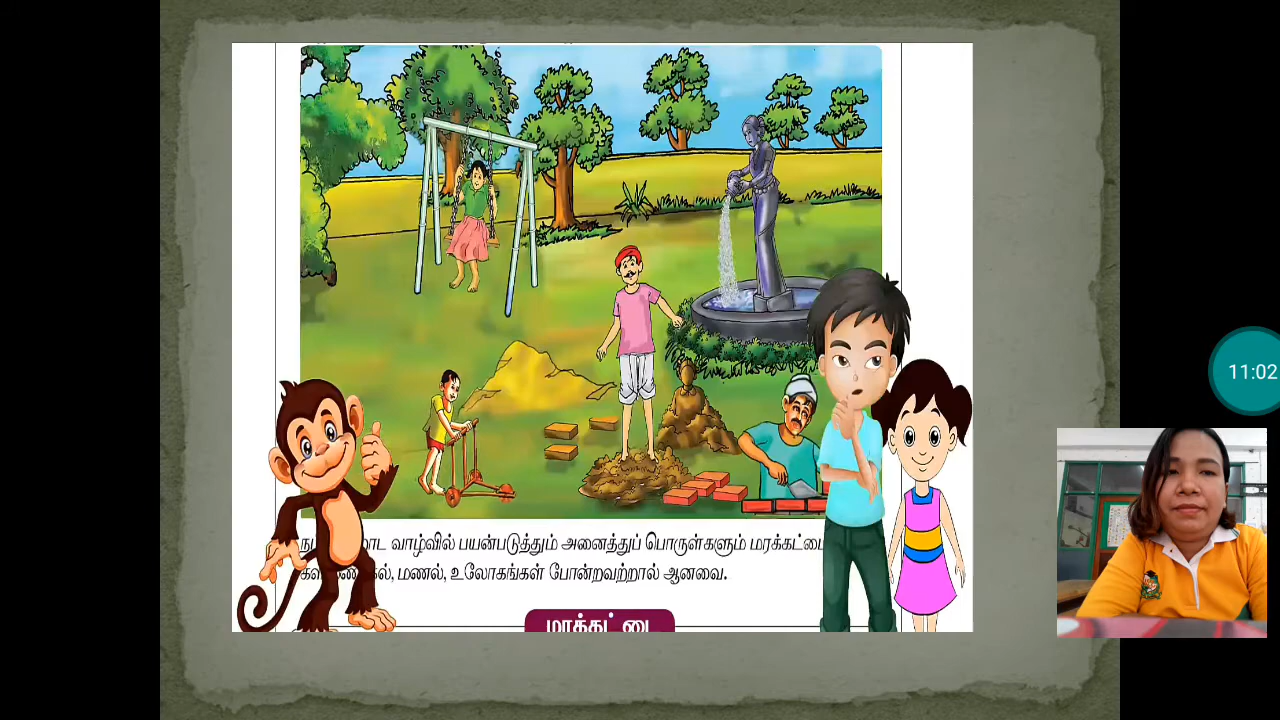 வாழ்வில் பயன்படுத்தும் அனைத்துப் பொருள்களும்
மணல், உலோகங்கள் போன்றவற்றால் ஆனவை.
மரக்கட்டை
11:02